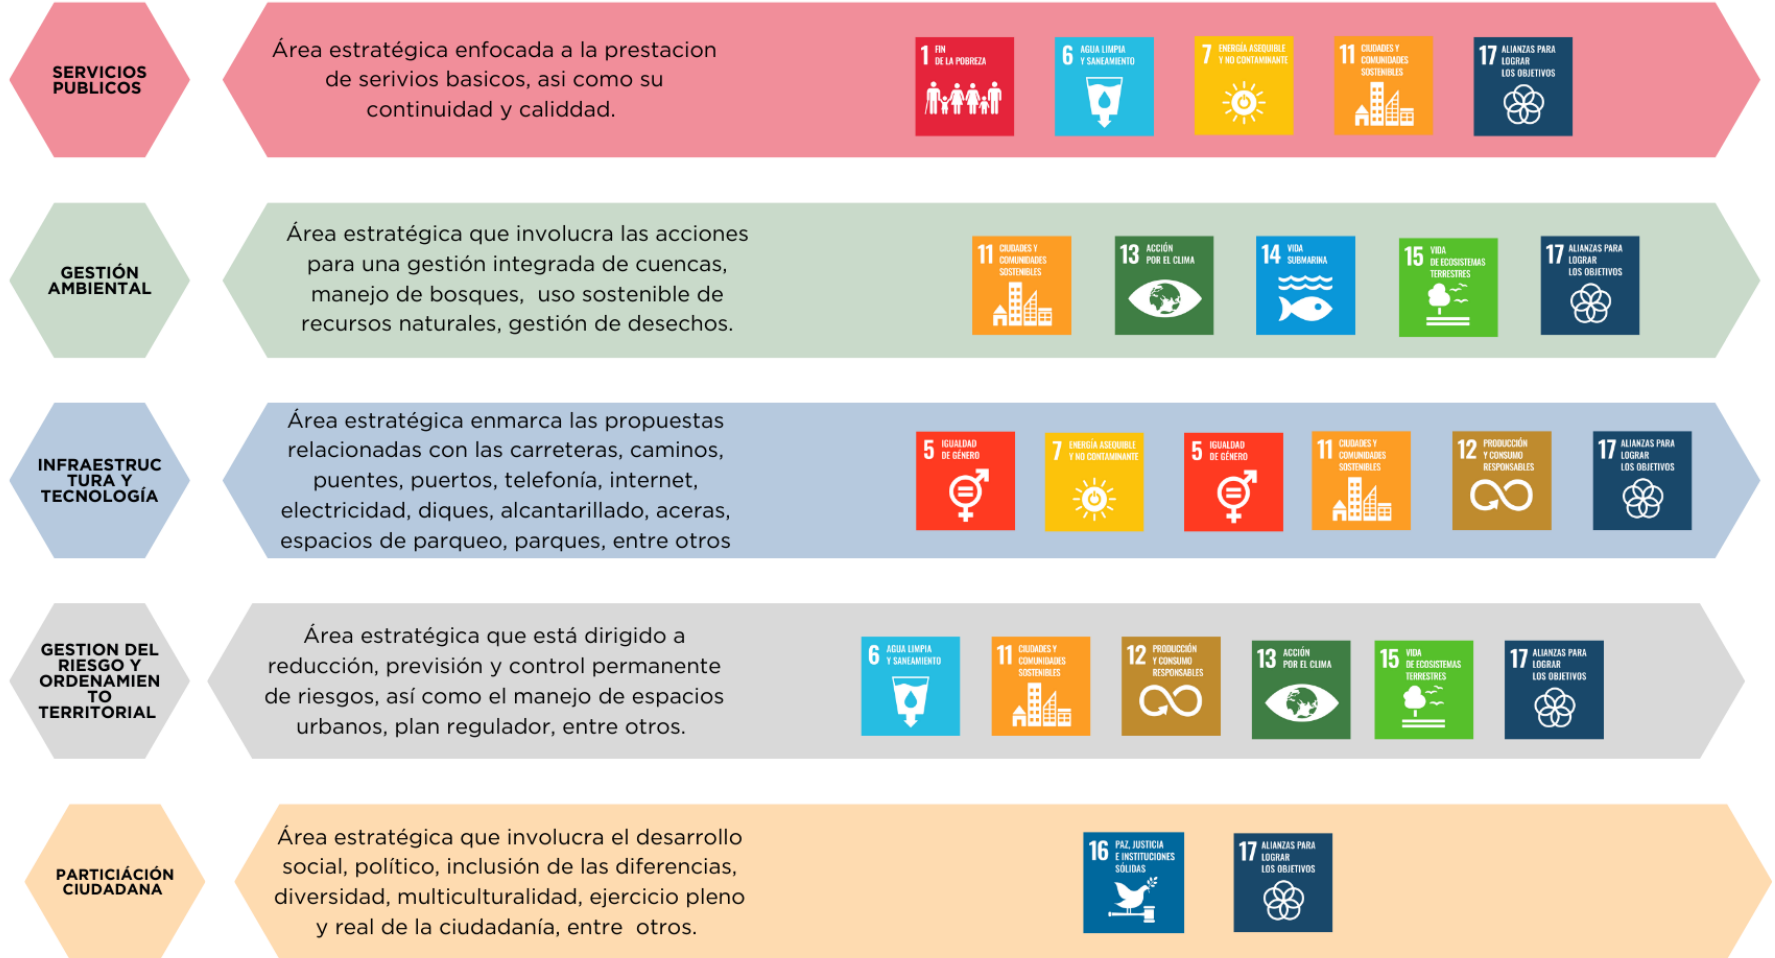 SERVICIOS
PUBLICOS
Área estratégica enfocada a la prestacion
de serivios basicos, asi como su
continuidad y caliddad.
1 FIN
DE LA POBREZA
6 AGUA LIMPIA
Y SANEAMIENTO
7 ENERGÍA ASEQUIBLE
Y NO CONTAMINANTE
11 CIUDADES Y
COMUNIDADES
SOSTENIBLES
17 ALIANZAS PARA
LOGRAR
LOS OBJETIVOS
GESTIÓN
AMBIENTAL
Área estratégica que involucra las acciones
para una gestión integrada de cuencas,
manejo de bosques, uso sostenible de
recursos naturales, gestión de desechos.
11 CIUDADES Y
COMUNIDADES
SOSTENIBLES
13 ACCIÓN
POR EL CLIMA
14 VIDA
SUBMARINA
15 VIDA
DE ECOSISTEMAS
TERRESTRES
17 ALIANZAS PARA
LOGRAR
LOS OBJETIVOS
INFRAESTRUC
TURA Y
TECNOLOGÍA
Área estratégica enmarca las propuestas
relacionadas con las carreteras, caminos,
puentes, puertos, telefonía, internet,
electricidad, diques, alcantarillado, aceras,
espacios de parqueo, parques, entre otros
5 IGUALDAD
DE GÉNERO
7 ENERGÍA ASEQUIBLE
Y NO CONTAMINANTE
5 IGUALDAD
DE GÉNERO
11 CIUDADES Y
COMUNIDADES
SOSTENIBLES
12 PRODUCCIÓN
Y CONSUMO
RESPONSABLES
17 ALIANZAS PARA
LOGRAR
LOS OBJETIVOS
GESTION DEL
RIESGO Y
ORDENAMIEN
TO
TERRITORIAL
Área estratégica que está dirigido a
reducción, previsión y control permanente
de riesgos, así como el manejo de espacios
urbanos, plan regulador, entre otros.
6 AGUA LIMPIA
Y SANEAMIENTO
11 CIUDADES Y
COMUNIDADES
SOSTENIBLES
12 PRODUCCIÓN
Y CONSUMO
RESPONSABLES
13 ACCIÓN
POR EL CLIMA
15 VIDA
DE ECOSISTEMAS
TERRESTRES
17 ALIANZAS PARA
LOGRAR
LOS OBJETIVOS
PARTICIÁCIÓN
CIUDADANA
Área estratégica que involucra el desarrollo
social, político, inclusión de las diferencias,
diversidad, multiculturalidad, ejercicio pleno
y real de la ciudadanía, entre otros.
16 PAZ, JUSTICIA
E INSTITUCIONES
SÓLIDAS
17 ALIANZAS PARA
LOGRAR
LOS OBJETIVOS